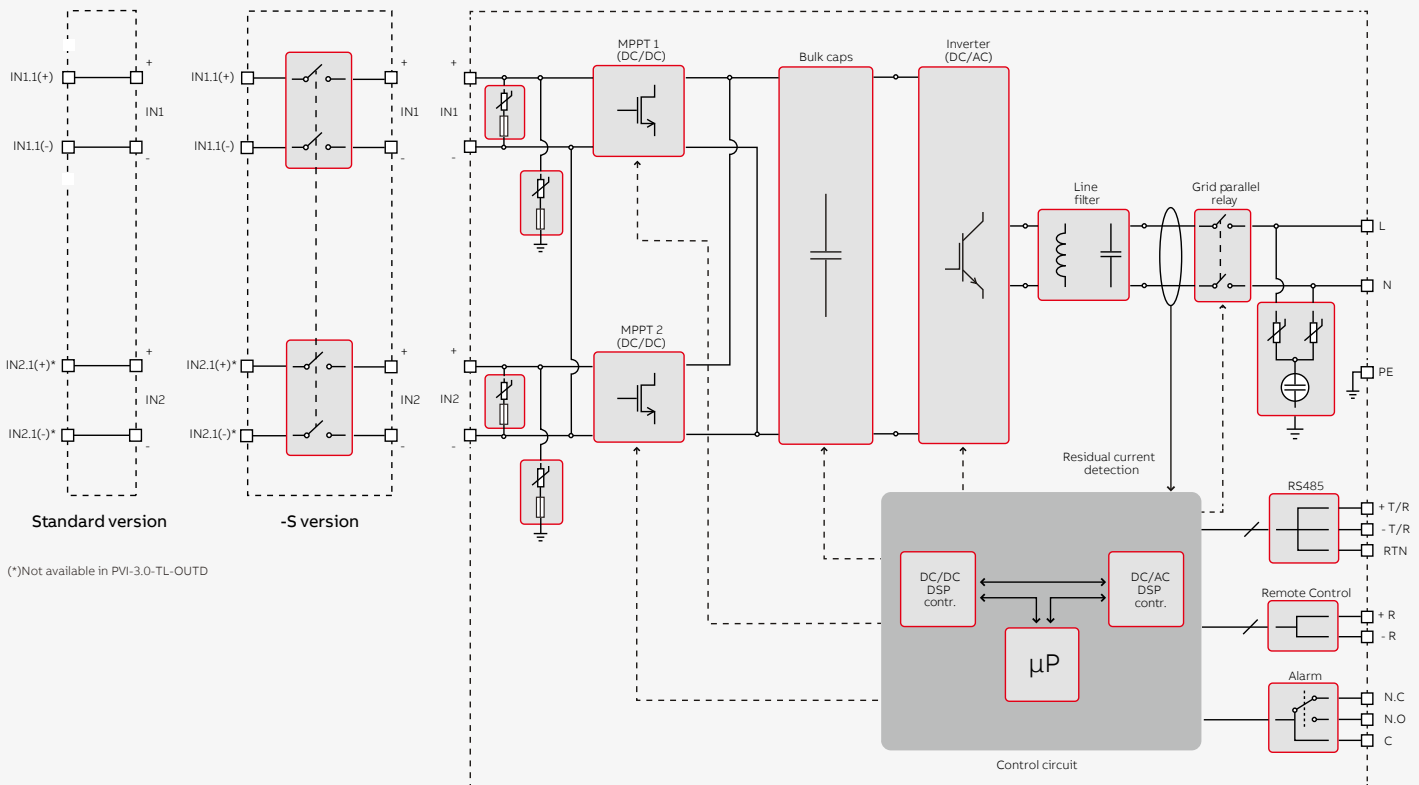 MPPT 1
(DC/DC)
Bulk caps
Inverter
(DC/AC)
IN1.1(+)
+
IN1
IN1.1(-)
-
IN2.1(+)*
+
IN2
IN2.1(-)*
-
Standard version
IN1.1(+)
+
IN1
IN1.1(-)
-
IN2.1(+)*
+
IN2
IN2.1(-)*
-
-S version
(*)Not available in PVI-3.0-TL-OUTD
+
IN1
-
+
IN2
-
MPPT 2
(DC/DC)
Line
filter
Grid parallel
relay
L
N
PE
Residual current
detection
RS485
+ T/R
- T/R
RTN
Remote Control
+ R
- R
Alarm
N.C
N.O
C
DC/DC
DSP
contr.
DC/AC
DSP
contr.
µP
Control circuit